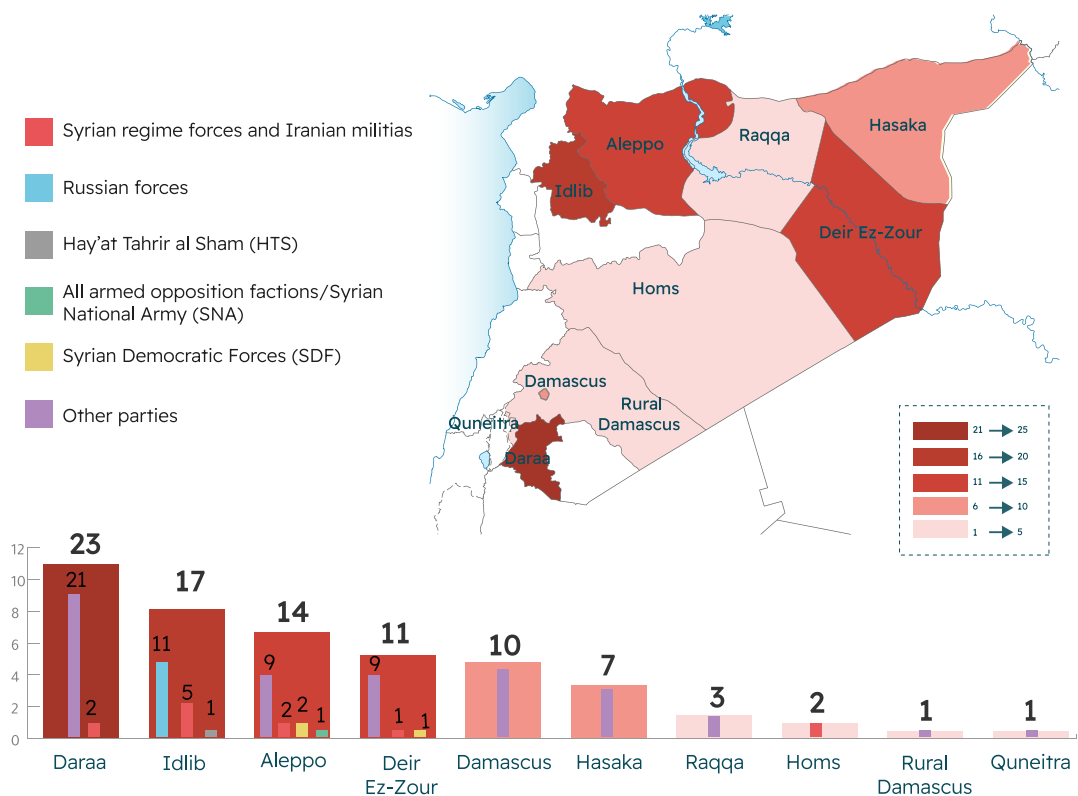 Syrian regime forces and Iranian militias
Russian forces
Hay'at Tahrir al Sham (HTS)
All armed opposition factions/Syrian
National Army (SNA)
Syrian Democratic Forces (SDF)
Other parties
Aleppo
Raqqa
Hasaka
Idlib
Deir Ez-Zour
Homs
Damascus
Rural
Damascus
Quneitra
Daraa
21 → 25
16 → 20
11 → 15
6 → 10
1 → 5
12
10
8
6
4
2
0
23
21
2
17
11
5
1
14
9
2
2
1
11
9
1
1
10
7
3
2
1
1
Daraa
Idlib
Aleppo
Deir
Ez-Zour
Damascus
Hasaka
Raqqa
Homs
Rural
Damascus
Quneitra